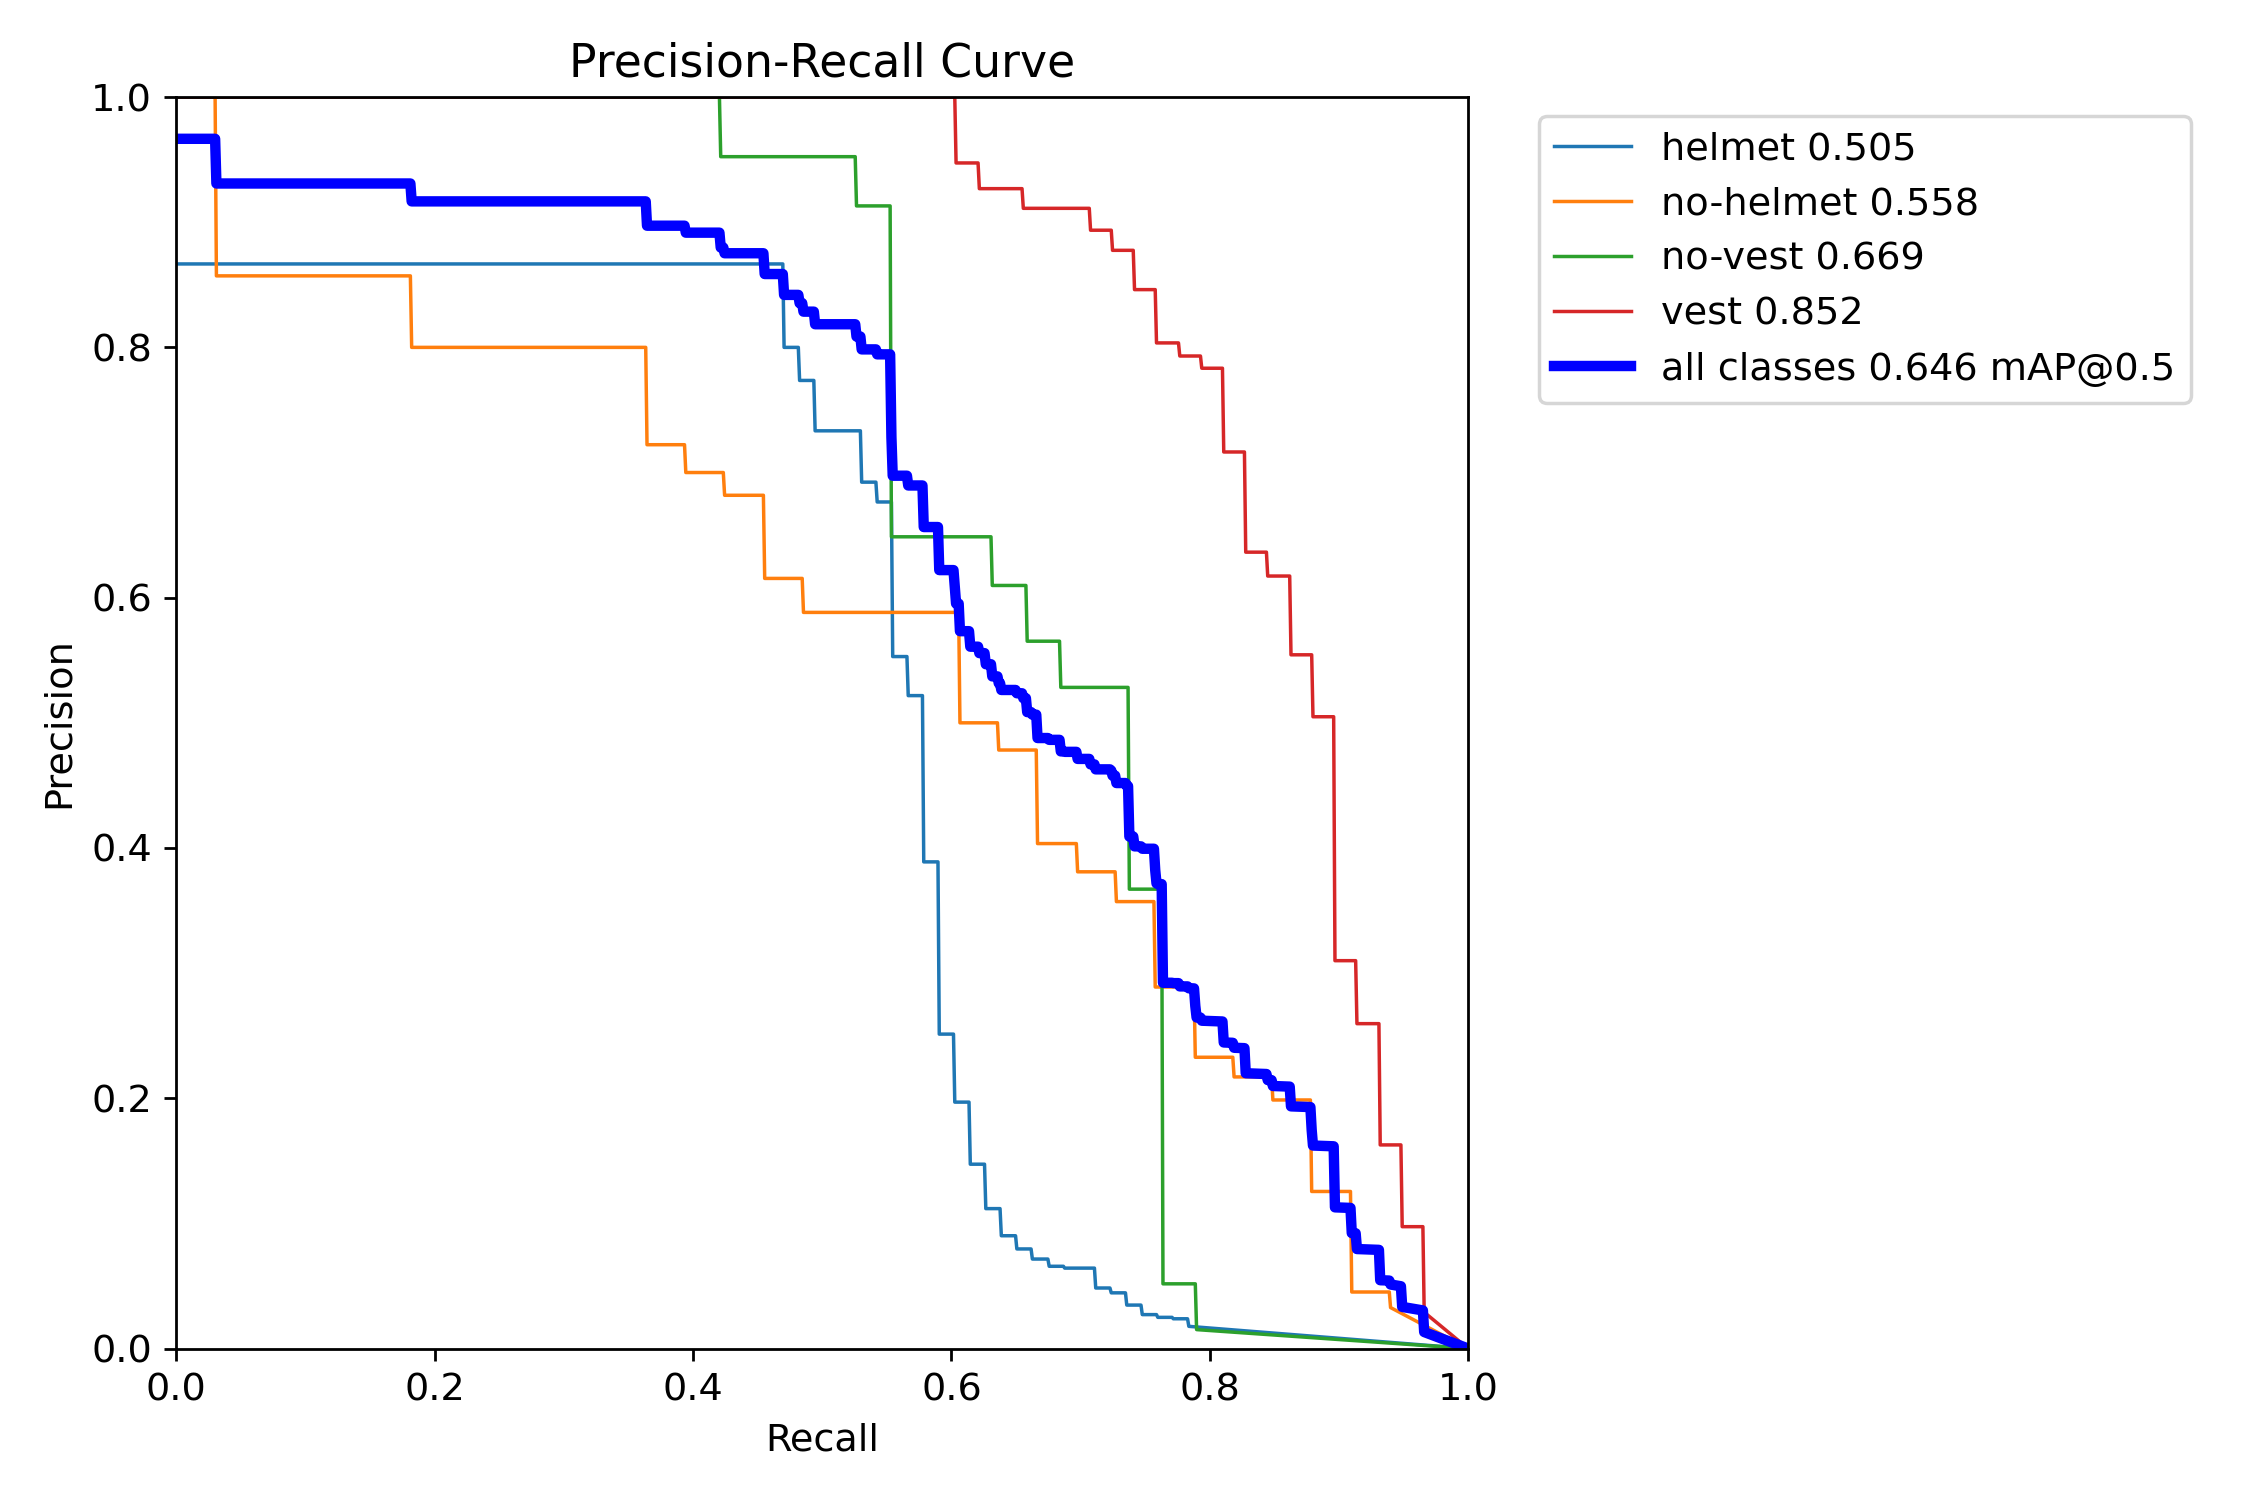 Precision-Recall Curve
1.0
0.8
0.6
0.4
0.2
0.0
Precision
0.0 0.2 0.4 0.6 0.8 1.0
Recall
helmet 0.505
no-helmet 0.558
no-vest 0.669
vest 0.852
all classes 0.646 mAP@0.5